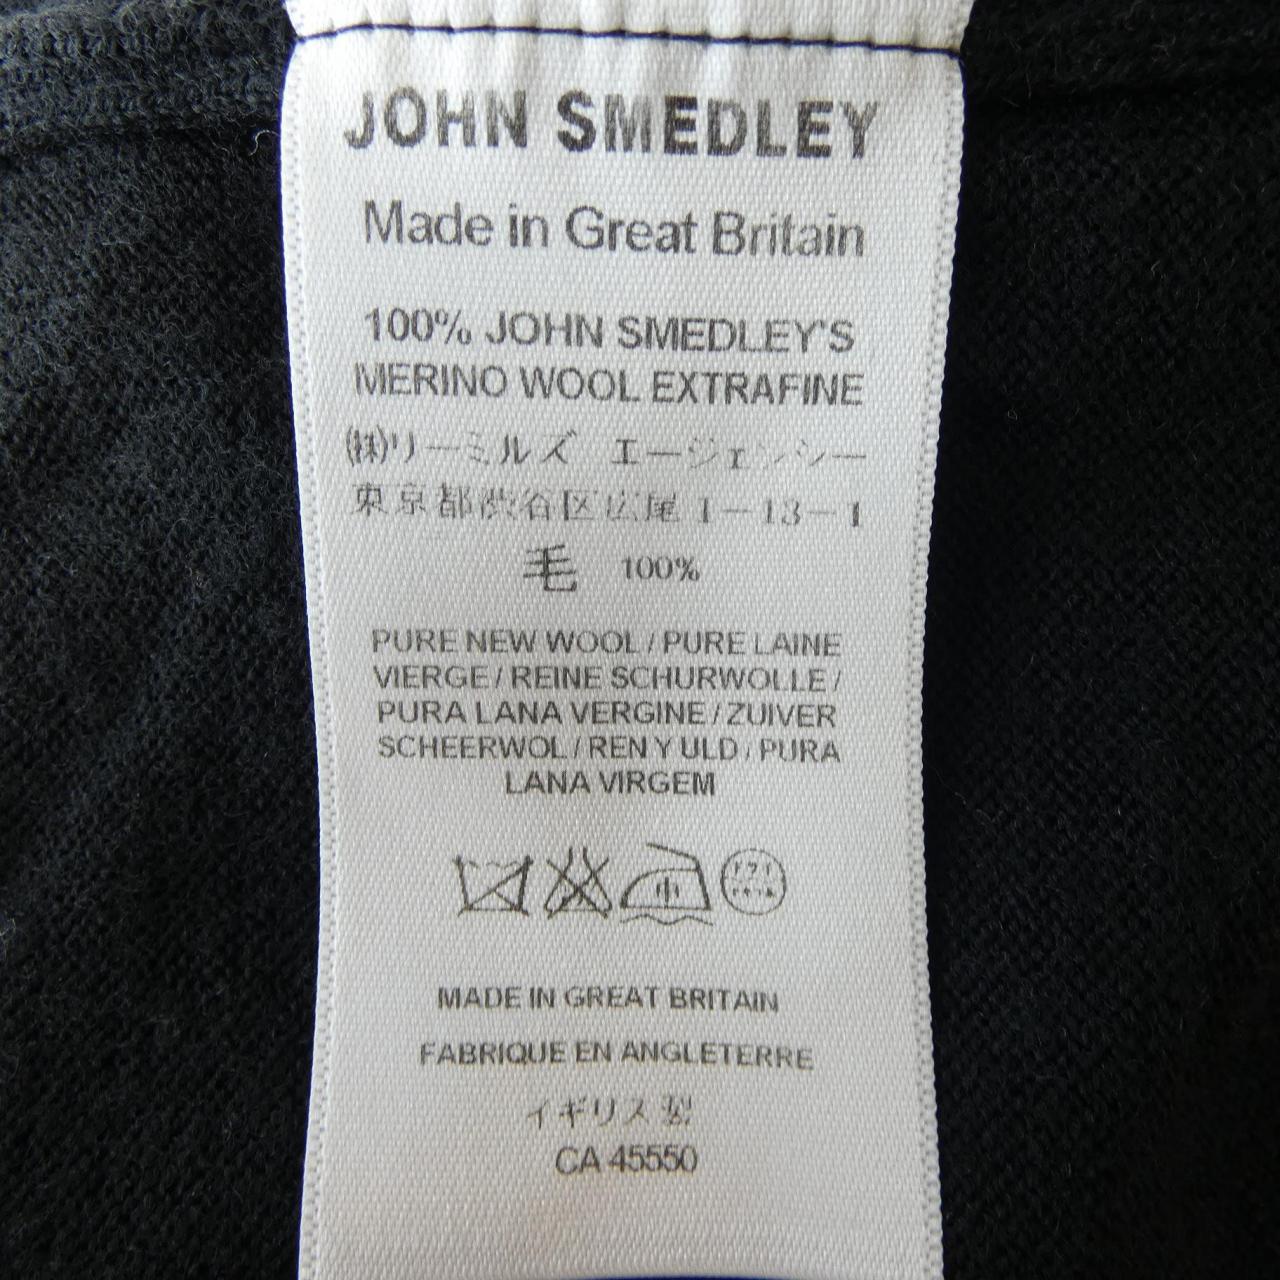 JOHN SMEDLEY
Made in Great Britain
100% JOHN SMEDLEY'S
MERINO WOOL EXTRAFINE
㈱リーミルズ エージェンシー
東京都渋谷区広尾1-13-1
毛 100%
PURE NEW WOOL / PURE LAINE
VIERGE / REINE SCHURWOLLE /
PURA LANA VERGINE / ZUIVER
SCHEERWOL / REN Y ULD / PURA
LANA VIRGEM
中
MADE IN GREAT BRITAIN
FABRIQUE EN ANGLETERRE
イギリス製
CA 45550